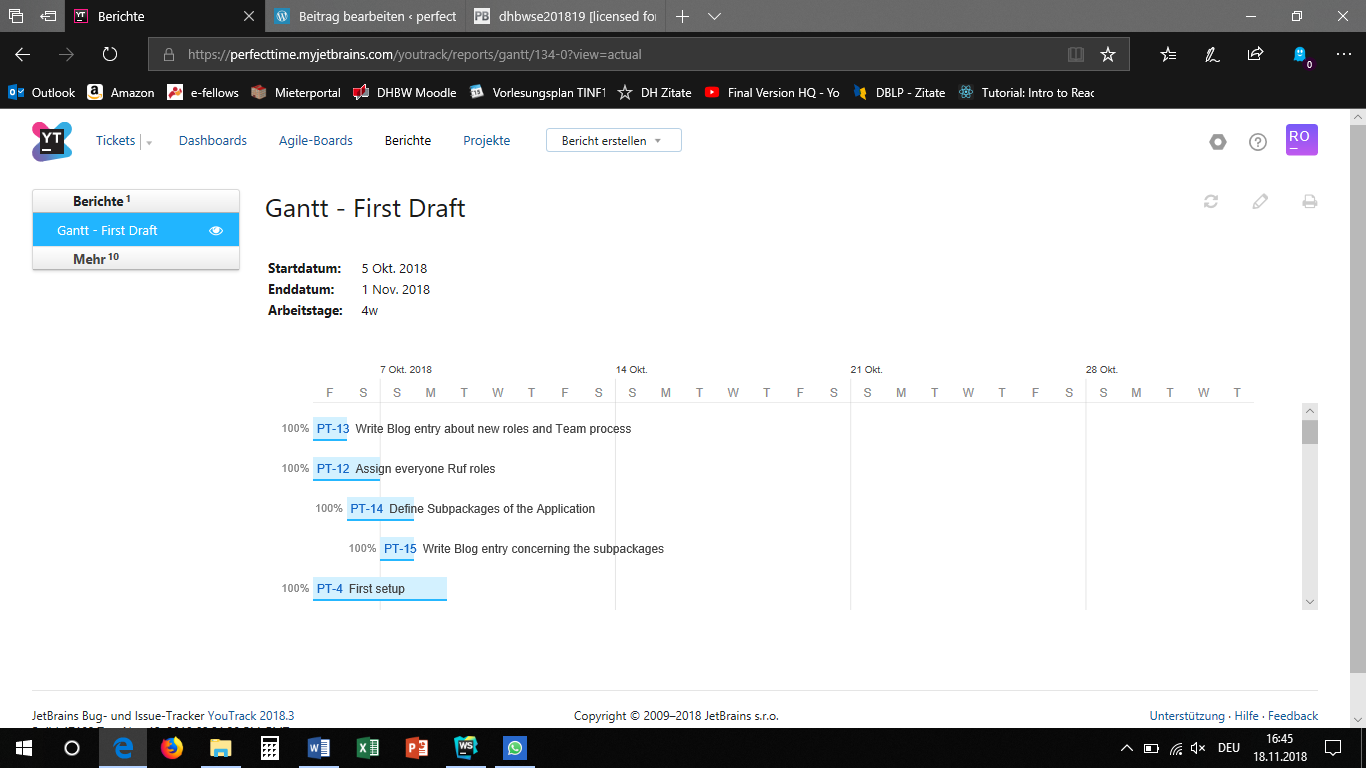 Berichte
Beitrag bearbeiten ‹ perfect
PB dhbwse201819 [licensed for
https://perfecttime.myjetbrains.com/youtrack/reports/gantt/134-0?view=actual
0
Outlook Amazon e-fellows Mieterportal DHBW Moodle Vorlesungsplan TINF1 DH Zitate Final Version HQ - Yo DBLP - Zitate Tutorial: Intro to Reac
YT Tickets Dashboards Agile-Boards Berichte Projekte Bericht erstellen RO
Berichte 1
Gantt - First Draft
Mehr 10
Gantt - First Draft
Startdatum: 5 Okt. 2018
Enddatum: 1 Nov. 2018
Arbeitstage: 4w
7 Okt. 2018 14 Okt. 21 Okt. 28 Okt.
F S S M T W T F S S M T W T F S S M T W T F S S M T W T
100% PT-13 Write Blog entry about new roles and Team process
100% PT-12 Assign everyone Ruf roles
100% PT-14 Define Subpackages of the Application
100% PT-15 Write Blog entry concerning the subpackages
100% PT-4 First setup
JetBrains Bug- und Issue-Tracker YouTrack 2018.3 Copyright © 2009–2018 JetBrains s.r.o. Unterstützung · Hilfe · Feedback
WS
DEU
16:45
18.11.2018